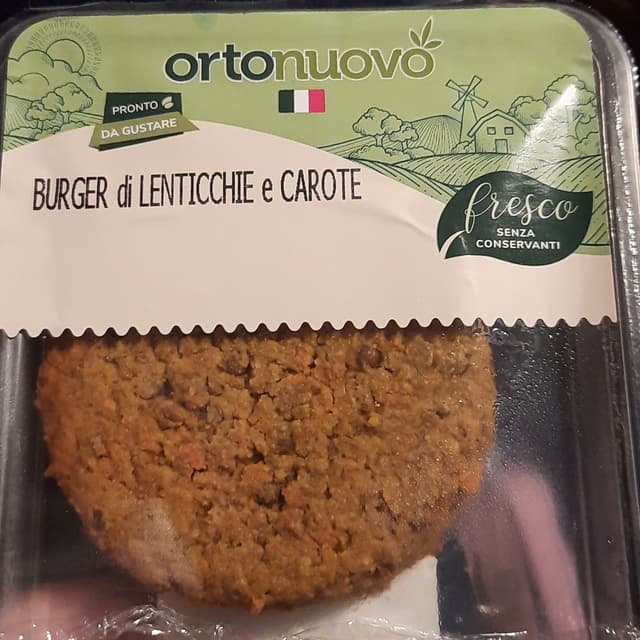 ortonuovo
PRONTO
DA GUSTARE
BURGER di LENTICCHIE e CAROTE
fresco
SENZA
CONSERVANTI